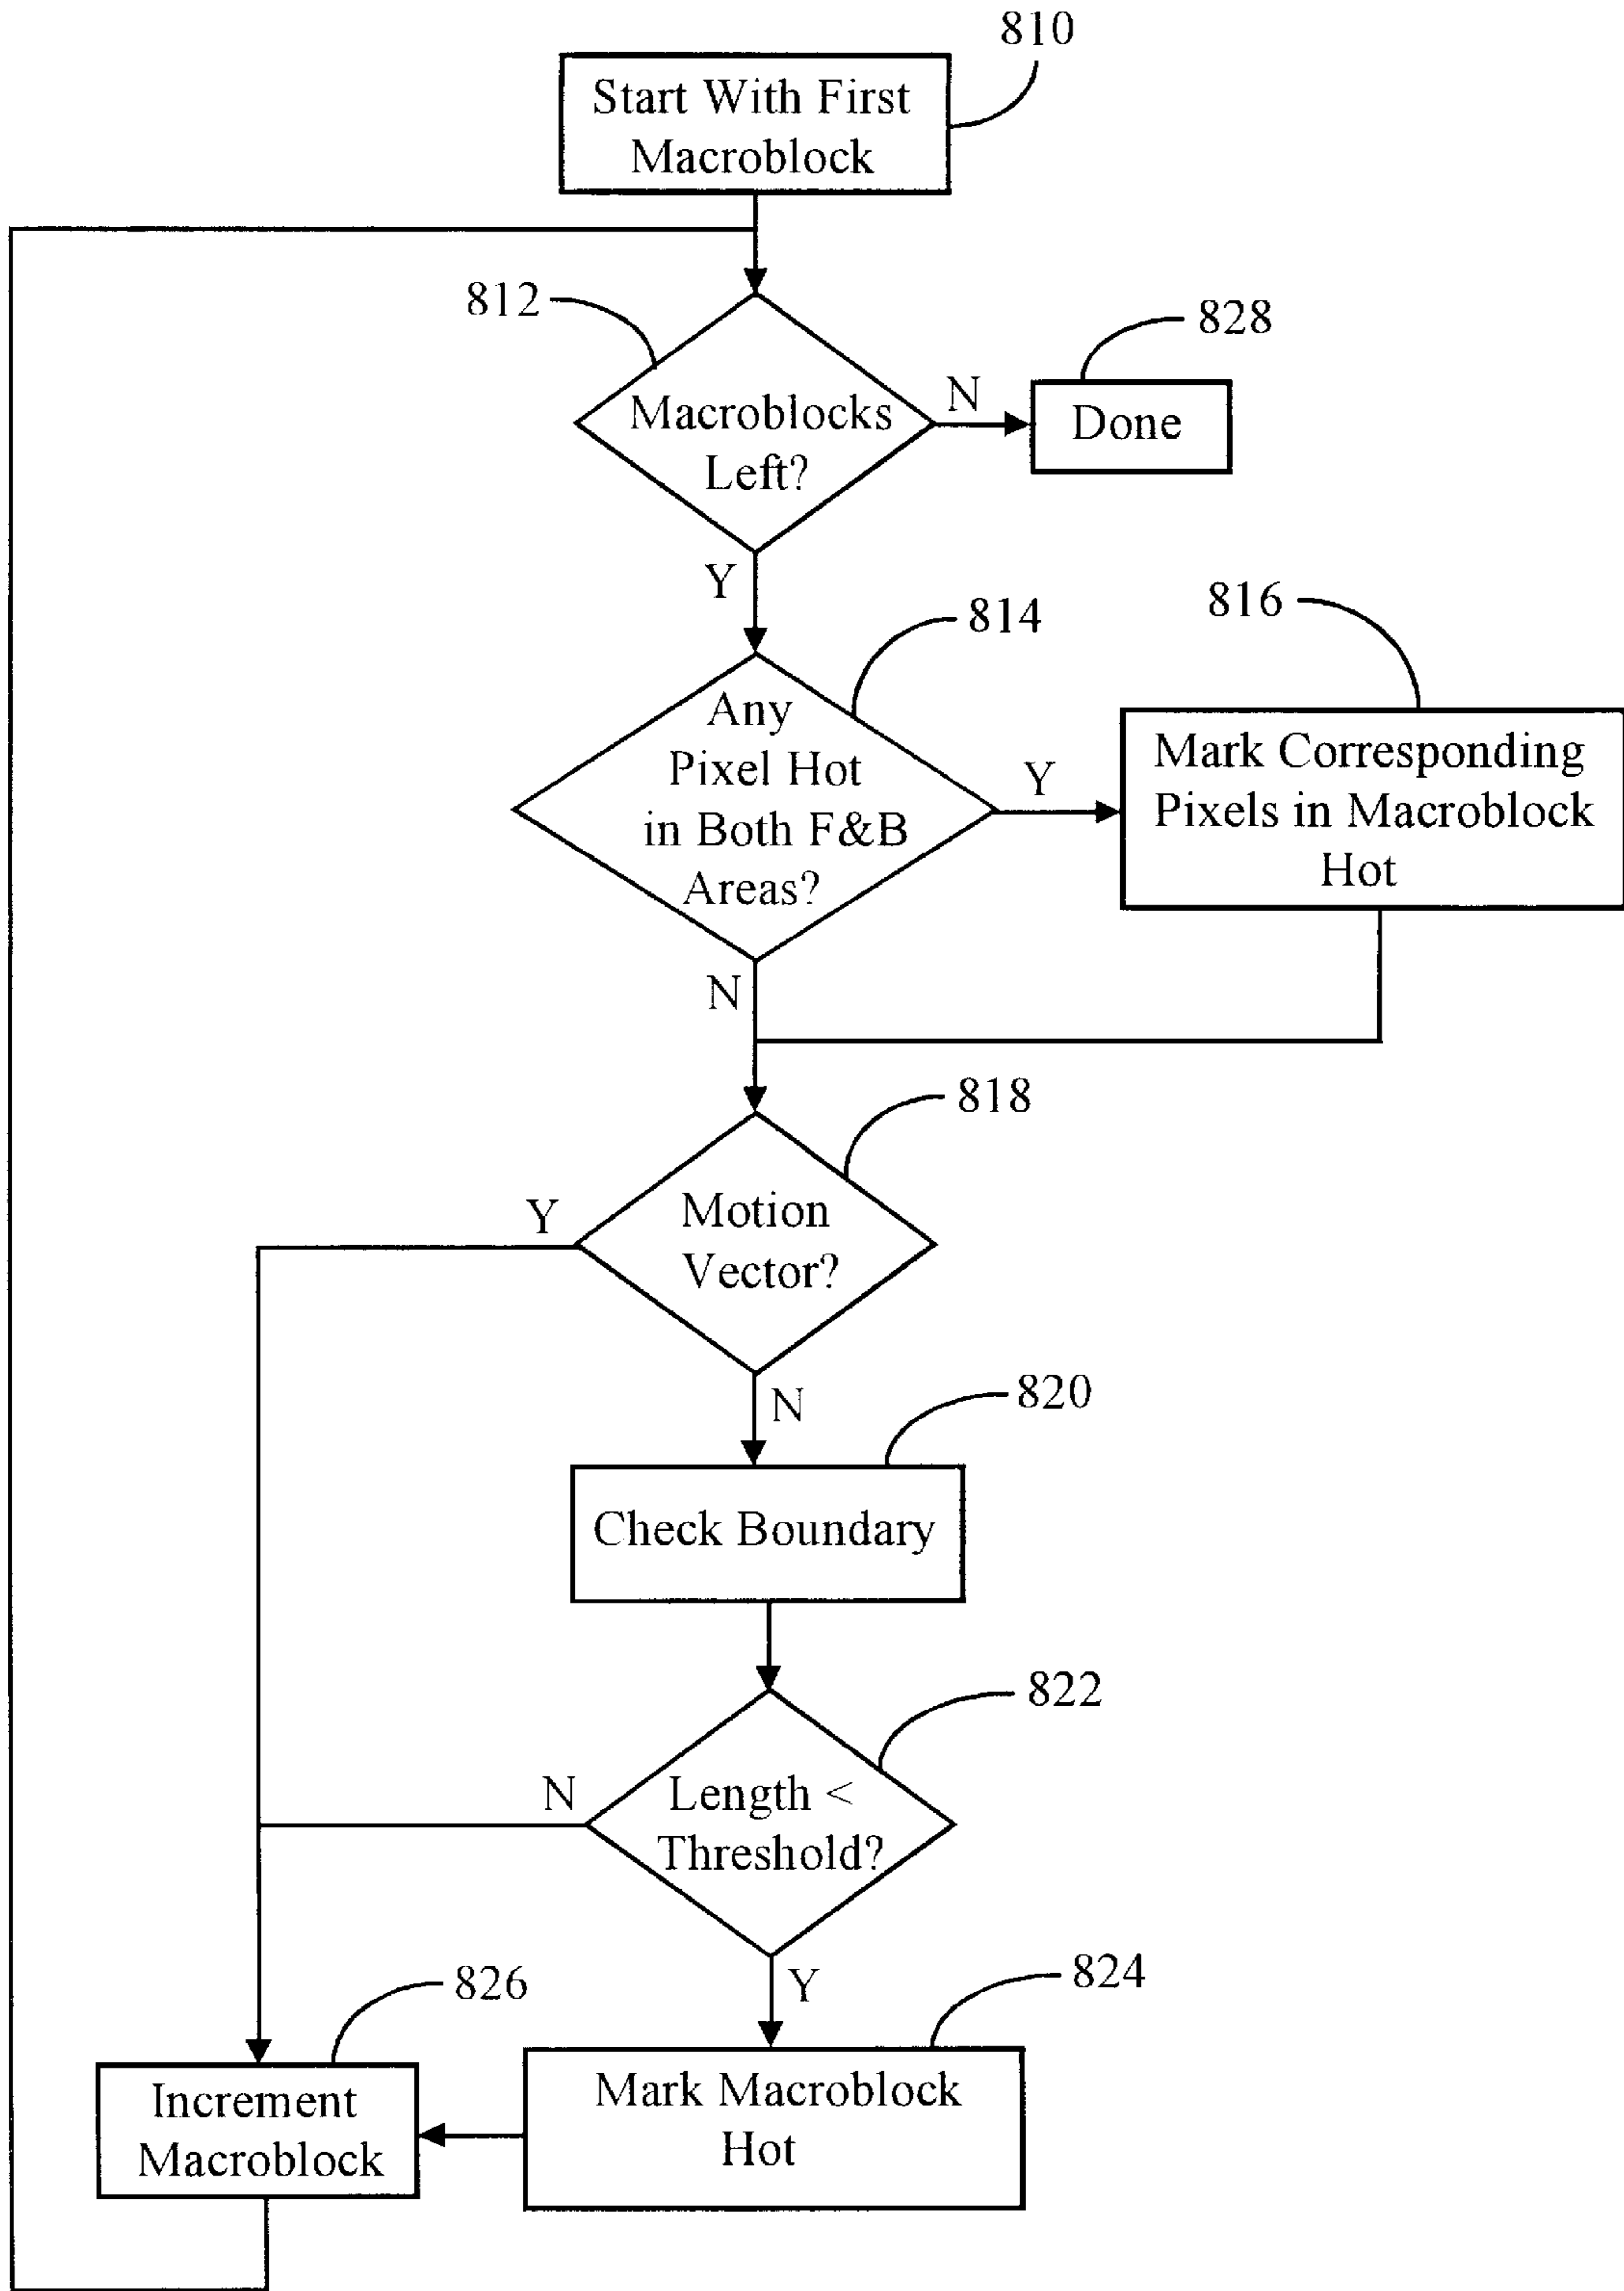 810
Start With First
Macroblock
812
828
Macroblocks
Left?
N
Done
Y
814
816
Any
Pixel Hot
in Both F&B
Areas?
Y
Mark Corresponding
Pixels in Macroblock
Hot
N
818
Y
Motion
Vector?
N
820
Check Boundary
822
N
Length <
Threshold?
Y
824
826
Increment
Macroblock
Mark Macroblock
Hot